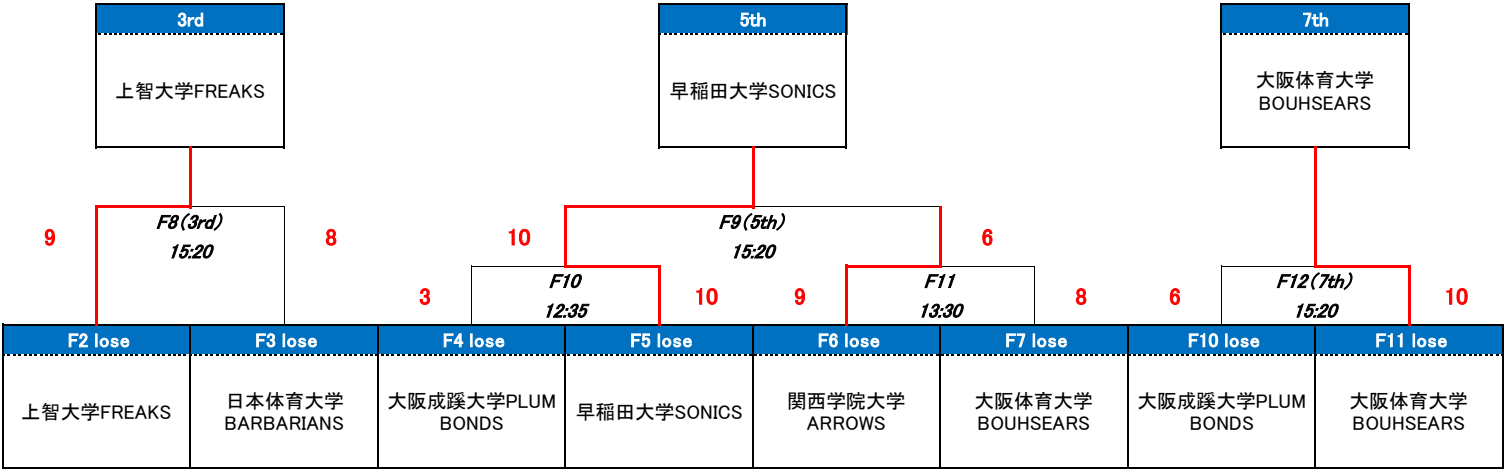 3rd
5th
7th
上智大学FREAKS
早稲田大学SONICS
大阪体育大学
BOUHSEARS
F8(3rd)
15:20
9
8
F9(5th)
15:20
10
6
F10
12:35
3
10
F11
13:30
9
8
F12(7th)
15:20
6
10
F2 lose
F3 lose
F4 lose
F5 lose
F6 lose
F7 lose
F10 lose
F11 lose
上智大学FREAKS
日本体育大学
BARBARIANS
大阪成蹊大学PLUM
BONDS
早稲田大学SONICS
関西学院大学
ARROWS
大阪体育大学
BOUHSEARS
大阪成蹊大学PLUM
BONDS
大阪体育大学
BOUHSEARS